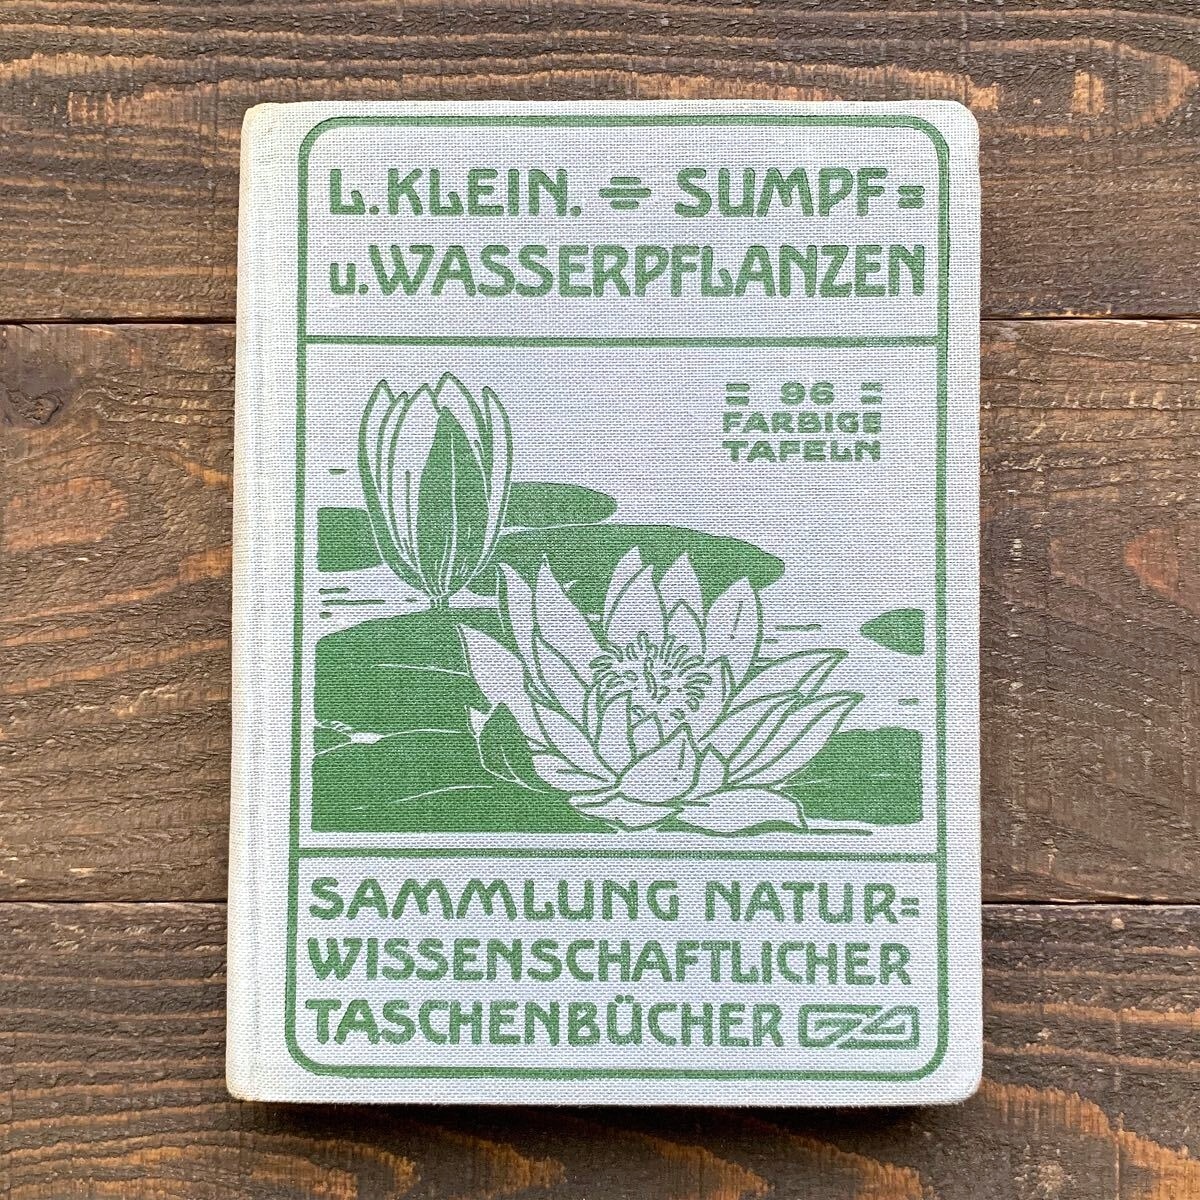 L. KLEIN. = SUMPF=
u. WASSERPFLANZEN
= 96 =
FARBIGE
TAFELN
SAMMLUNG NATUR=
WISSENSCHAFTLICHER
TASCHENBÜCHER